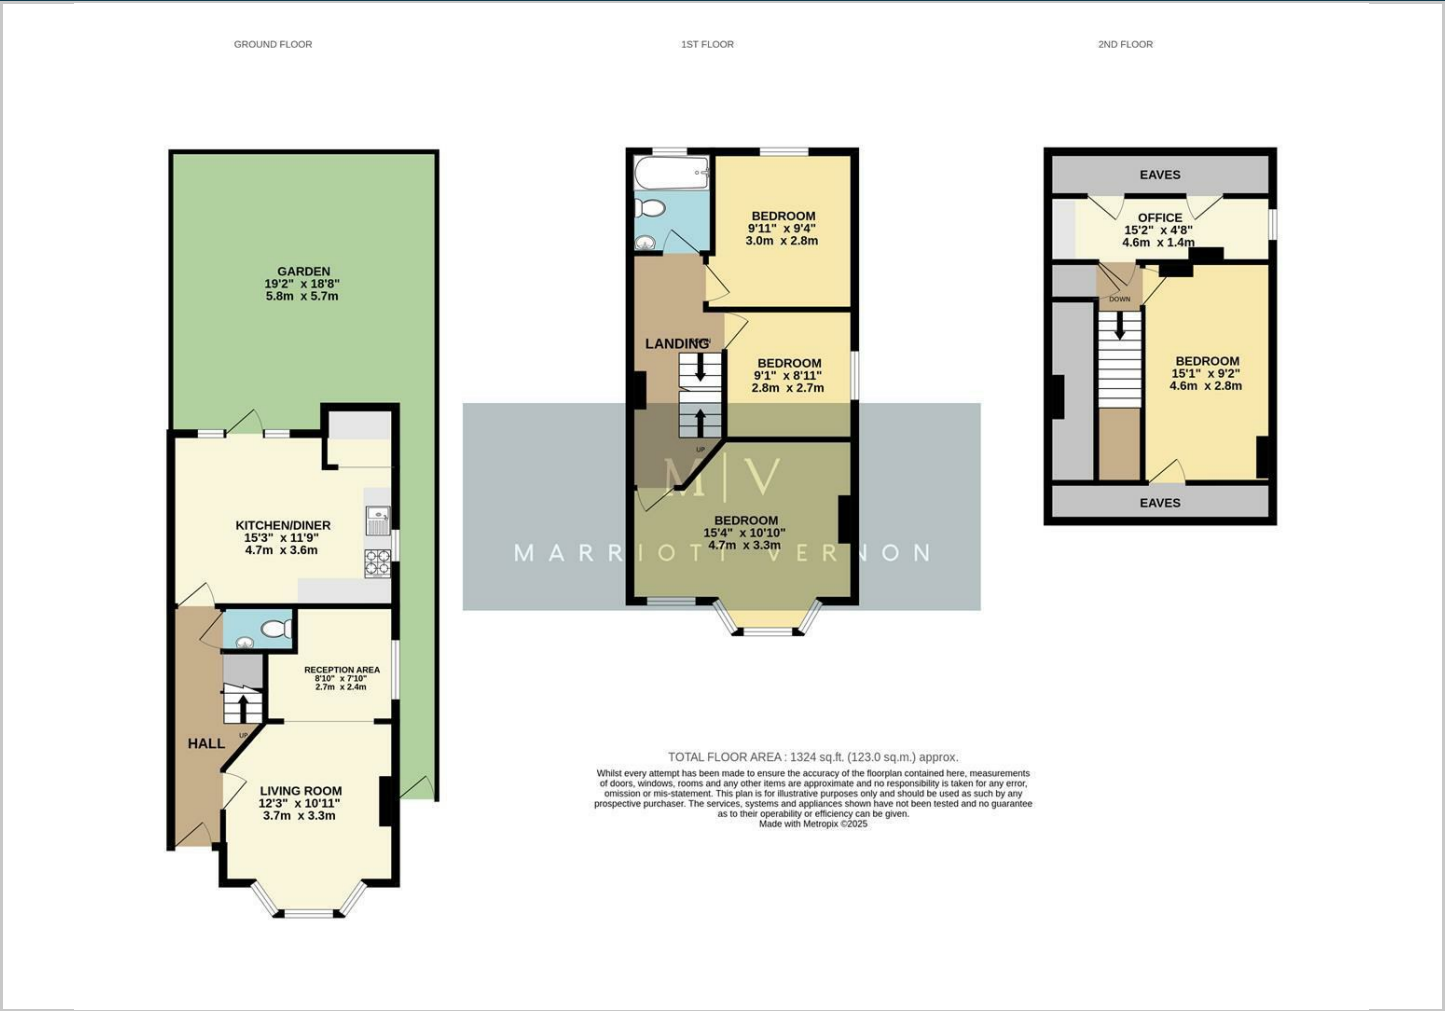 GROUND FLOOR
1ST FLOOR
2ND FLOOR
GARDEN
19'2" x 18'8"
5.8m x 5.7m
KITCHEN/DINER
15'3" x 11'9"
4.7m x 3.6m
RECEPTION AREA
8'10" x 7'10"
2.7m x 2.4m
UP
HALL
LIVING ROOM
12'3" x 10'11"
3.7m x 3.3m
BEDROOM
9'11" x 9'4"
3.0m x 2.8m
LANDING
BEDROOM
9'1" x 8'11"
2.8m x 2.7m
UP
M|V
BEDROOM
15'4" x 10'10"
4.7m x 3.3m
MARRIOTT VERNON
EAVES
OFFICE
15'2" x 4'8"
4.6m x 1.4m
DOWN
BEDROOM
15'1" x 9'2"
4.6m x 2.8m
EAVES
TOTAL FLOOR AREA : 1324 sq.ft. (123.0 sq.m.) approx.
Whilst every attempt has been made to ensure the accuracy of the floorplan contained here, measurements
of doors, windows, rooms and any other items are approximate and no responsibility is taken for any error,
omission or mis-statement. This plan is for illustrative purposes only and should be used as such by any
prospective purchaser. The services, systems and appliances shown have not been tested and no guarantee
as to their operability or efficiency can be given.
Made with Metropix ©2025